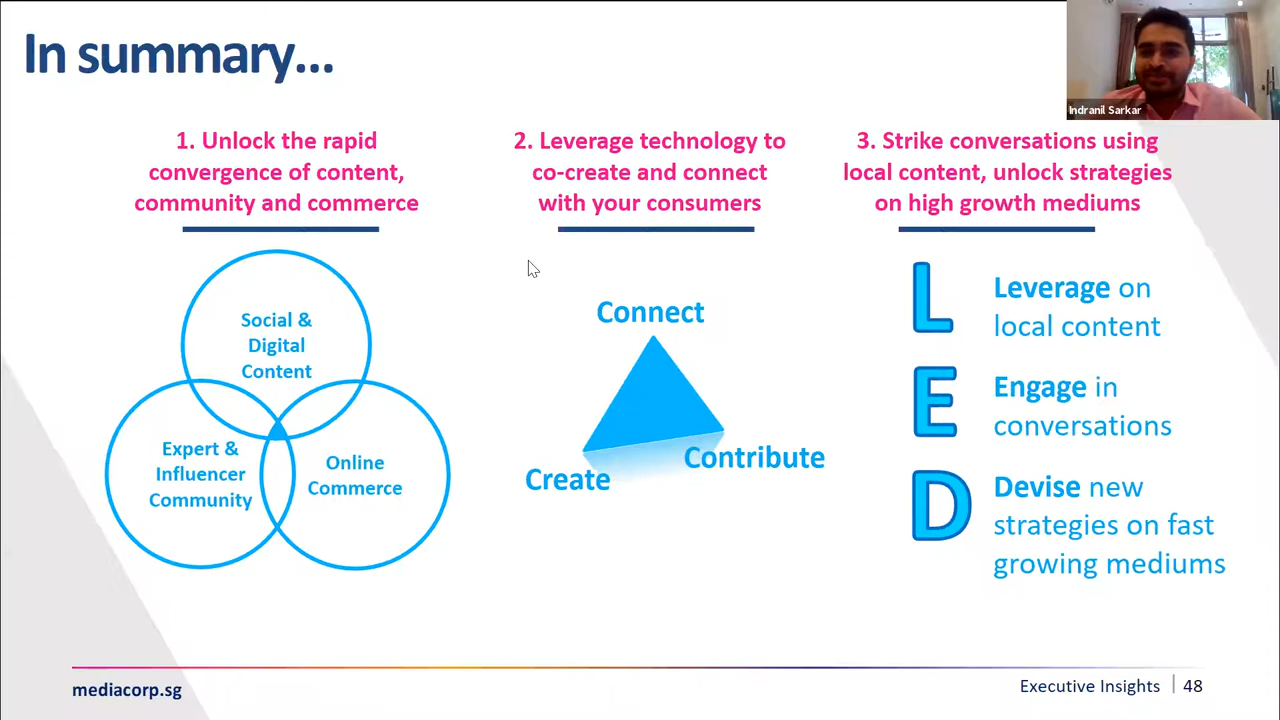 In summary...
Indranil Sarkar
1. Unlock the rapid
convergence of content,
community and commerce
2. Leverage technology to
co-create and connect
with your consumers
3. Strike conversations using
local content, unlock strategies
on high growth mediums
Social &
Digital
Content
Expert &
Influencer
Community
Online
Commerce
Connect
Create
Contribute
L
Leverage on
local content
E
Engage in
conversations
D
Devise new
strategies on fast
growing mediums
mediacorp.sg
Executive Insights | 48